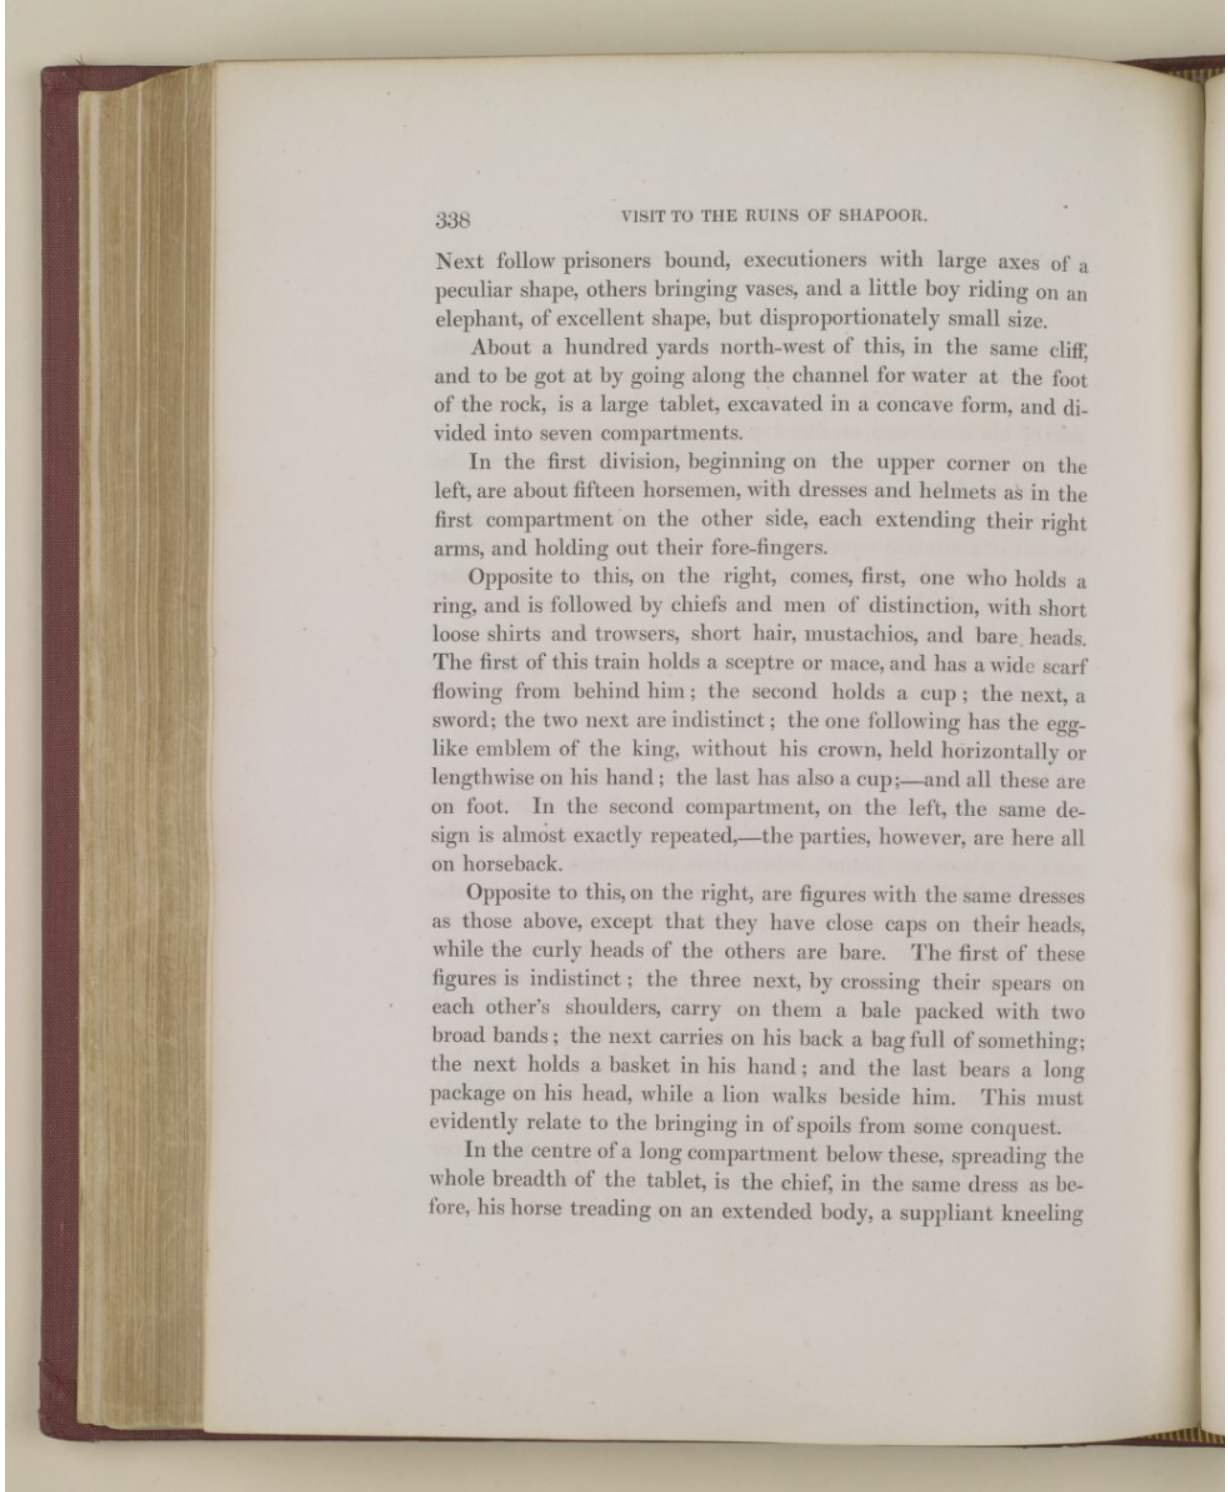 338 VISIT TO THE RUINS OF SHAPOOR.
Next follow prisoners bound, executioners with large axes of a
peculiar shape, others bringing vases, and a little boy riding on an
elephant, of excellent shape, but disproportionately small size.
About a hundred yards north-west of this, in the same cliff,
and to be got at by going along the channel for water at the foot
of the rock, is a large tablet, excavated in a concave form, and di-
vided into seven compartments.
In the first division, beginning on the upper corner on the
left, are about fifteen horsemen, with dresses and helmets as in the
first compartment on the other side, each extending their right
arms, and holding out their fore-fingers.
Opposite to this, on the right, comes, first, one who holds a
ring, and is followed by chiefs and men of distinction, with short
loose shirts and trowsers, short hair, mustachios, and bare heads.
The first of this train holds a sceptre or mace, and has a wide scarf
flowing from behind him; the second holds a cup; the next, a
sword; the two next are indistinct; the one following has the egg-
like emblem of the king, without his crown, held horizontally or
lengthwise on his hand; the last has also a cup;—and all these are
on foot. In the second compartment, on the left, the same de-
sign is almost exactly repeated,—the parties, however, are here all
on horseback.
Opposite to this, on the right, are figures with the same dresses
as those above, except that they have close caps on their heads,
while the curly heads of the others are bare. The first of these
figures is indistinct; the three next, by crossing their spears on
each other's shoulders, carry on them a bale packed with two
broad bands; the next carries on his back a bag full of something;
the next holds a basket in his hand; and the last bears a long
package on his head, while a lion walks beside him. This must
evidently relate to the bringing in of spoils from some conquest.
In the centre of a long compartment below these, spreading the
whole breadth of the tablet, is the chief, in the same dress as be-
fore, his horse treading on an extended body, a suppliant kneeling